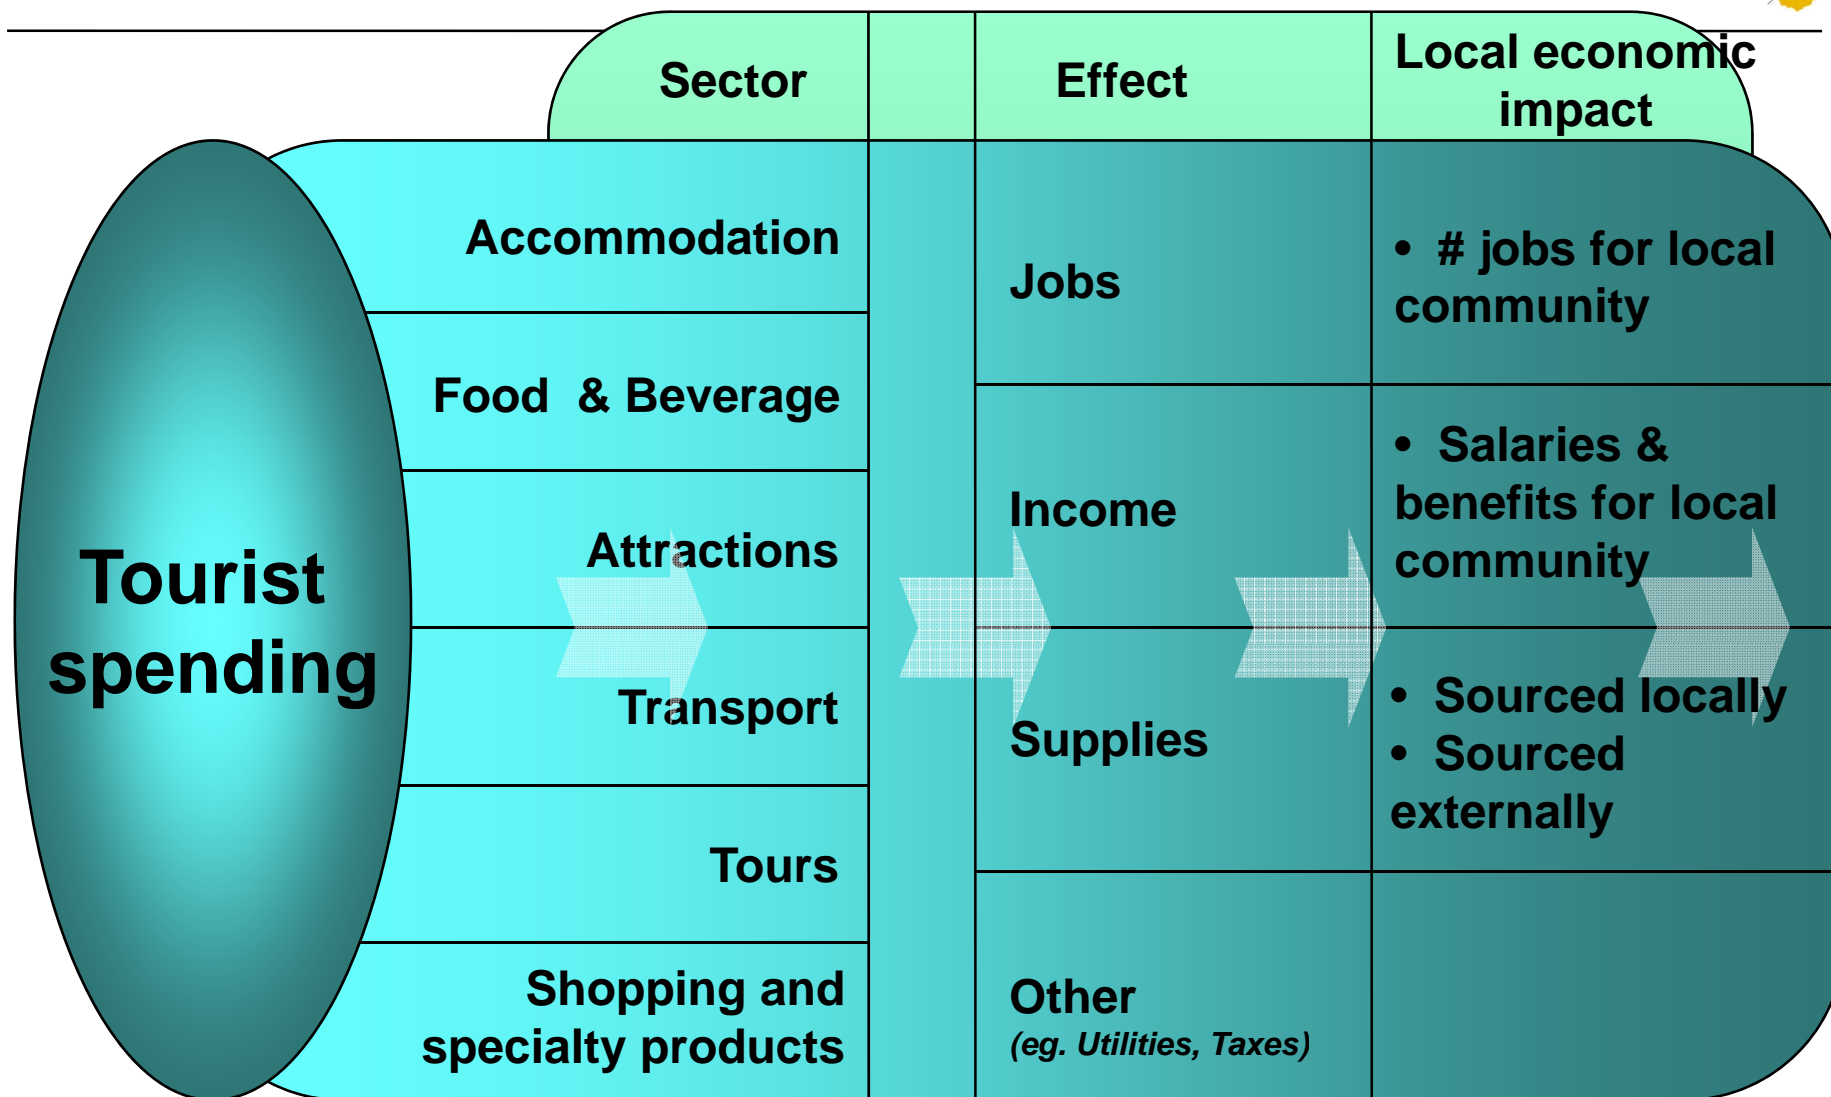 Sector
Effect
Local economic
impact
Tourist
spending
Accommodation
Food & Beverage
Attractions
Transport
Tours
Shopping and
specialty products
Jobs
Income
Supplies
Other
(eg. Utilities, Taxes)
• # jobs for local
community
• Salaries &
benefits for local
community
• Sourced locally
• Sourced
externally